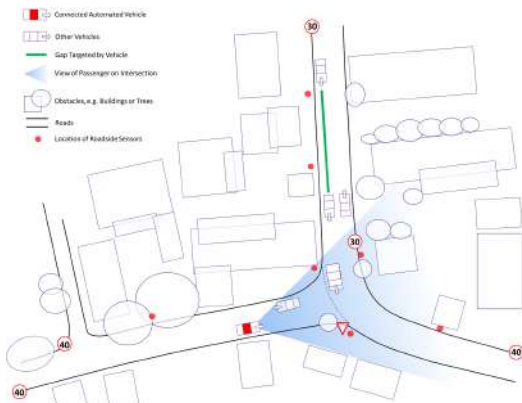 Connected Automated Vehicle
Other Vehicles
Gap Targeted by Vehicle
View of Passenger on Intersection
Obstacles, e.g. Buildings or Trees
Roads
Location of Roadside Sensors
30
30
40
40
40